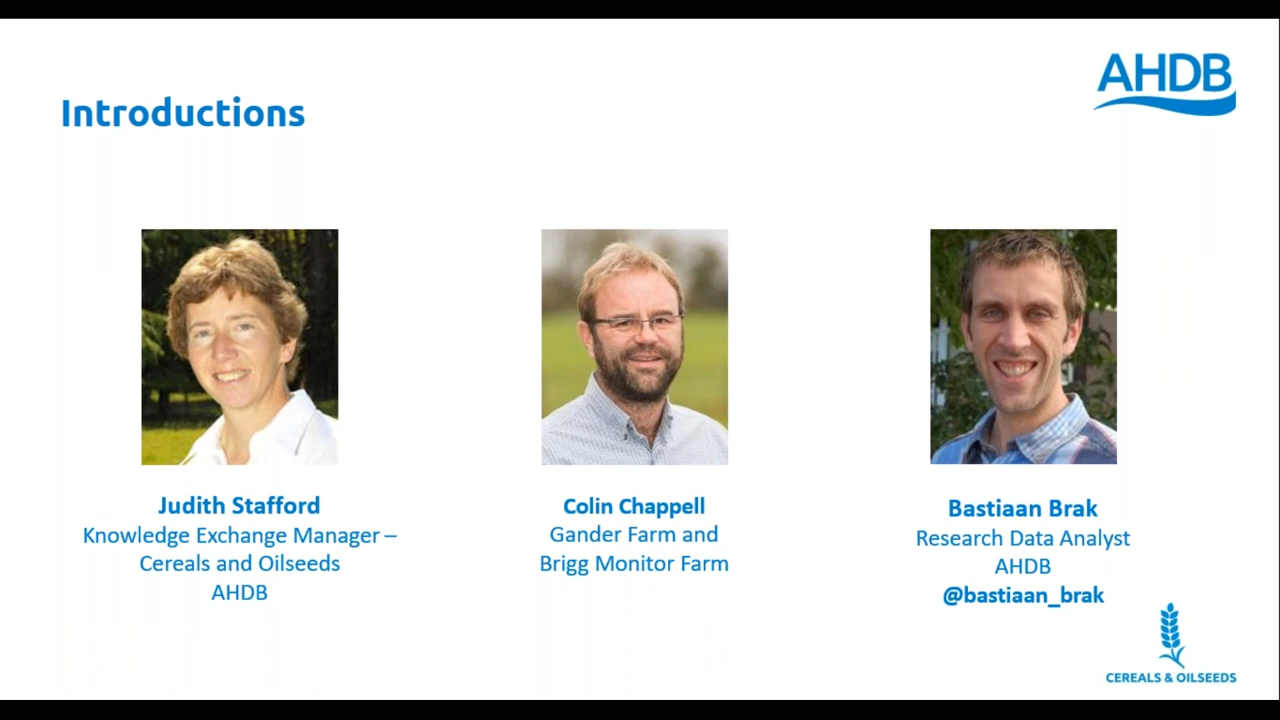 AHDB
Introductions
Judith Stafford
Knowledge Exchange Manager –
Cereals and Oilseeds
AHDB
Colin Chappell
Gander Farm and
Brigg Monitor Farm
Bastiaan Brak
Research Data Analyst
AHDB
@bastiaan_brak
CEREALS & OILSEEDS